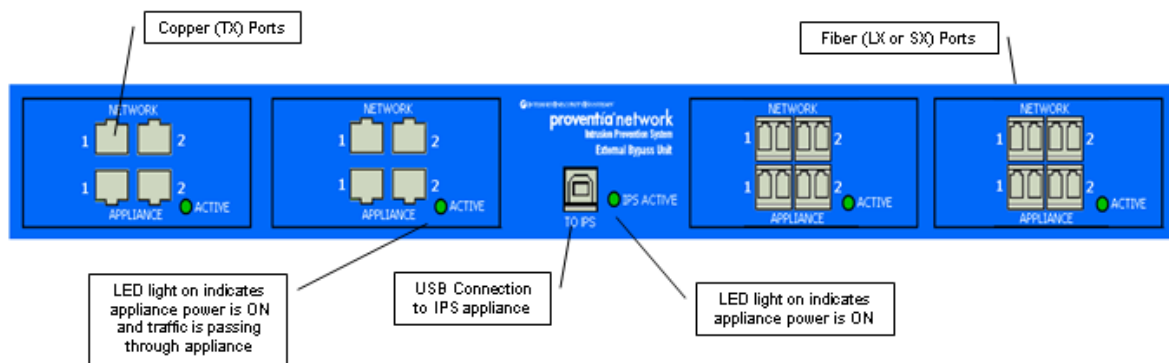 Copper (TX) Ports
Fiber (LX or SX) Ports
NETWORK
1 2
1 2
APPLIANCE
ACTIVE
NETWORK
1 2
1 2
APPLIANCE
ACTIVE
INTERNET SECURITY SYSTEMS
proventia network
Intrusion Prevention System
External Bypass Unit
TO IPS
IPS ACTIVE
NETWORK
1 2
1 2
APPLIANCE
ACTIVE
NETWORK
1 2
1 2
APPLIANCE
ACTIVE
LED light on indicates
appliance power is ON
and traffic is passing
through appliance
USB Connection
to IPS appliance
LED light on indicates
appliance power is ON